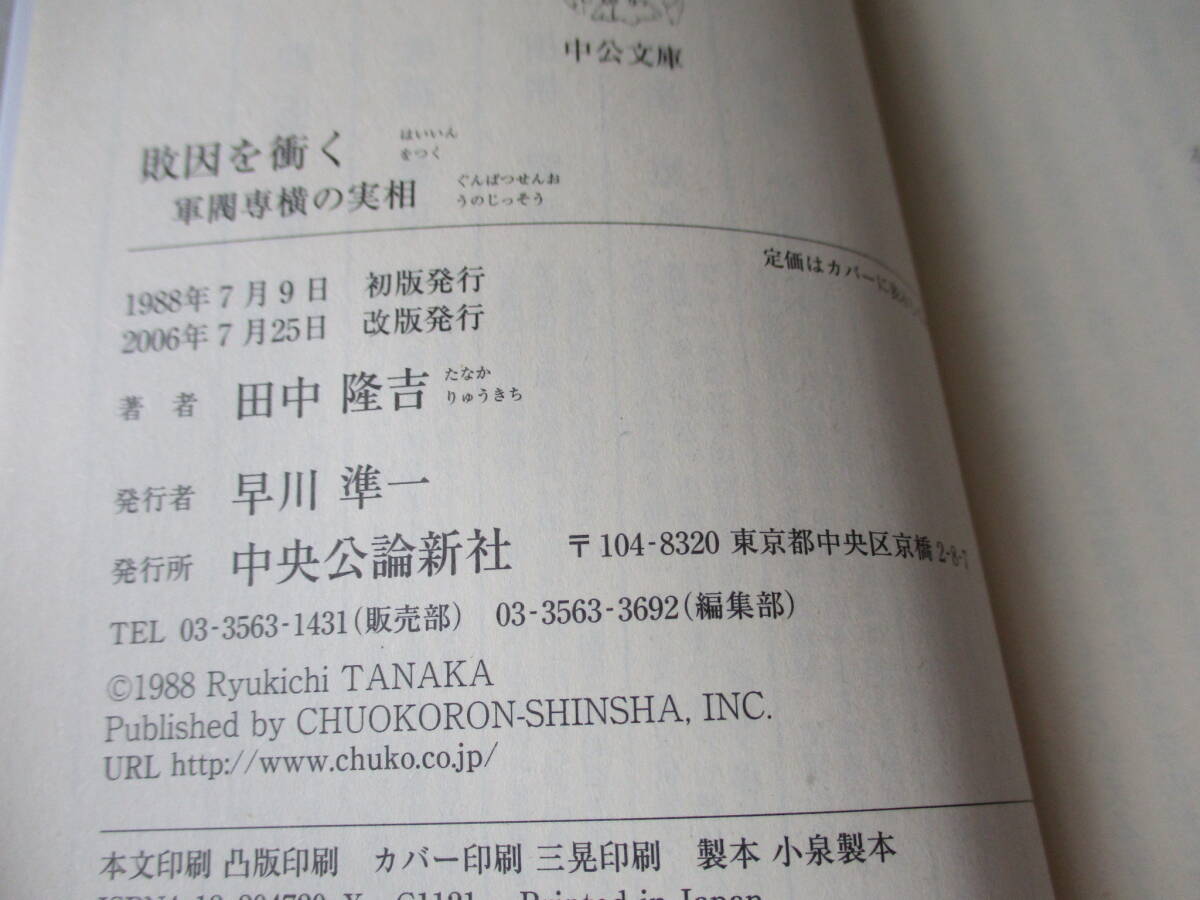 中公文庫
敗因を衝く はいいん をつく
軍閥専横の実相 ぐんばつせんお うのじっそう
定価はカバーに
1988年7月9日 初版発行
2006年7月25日 改版発行
著者 田中 隆吉 たなか りゅうきち
発行者 早川 準一
発行所 中央公論新社 〒104-8320 東京都中央区京橋2-8-7
TEL 03-3563-1431(販売部) 03-3563-3692(編集部)
©1988 Ryukichi TANAKA
Published by CHUOKORON-SHINSHA, INC.
URL http://www.chuko.co.jp/
本文印刷 凸版印刷 カバー印刷 三晃印刷 製本 小泉製本
Printed in Japan